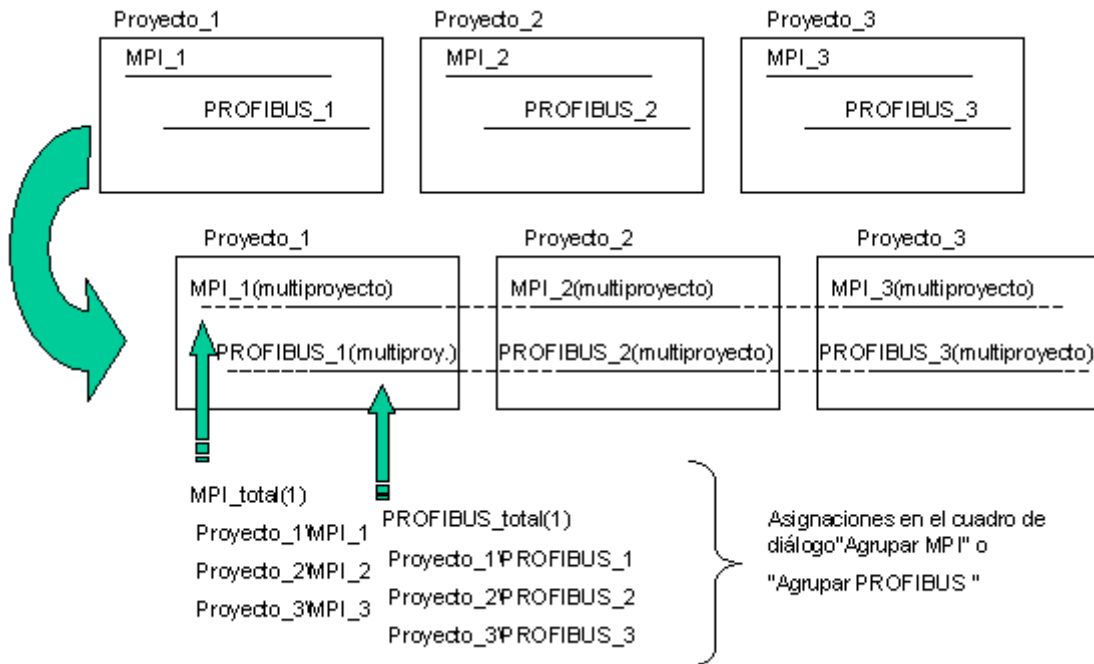 Proyecto_1
Proyecto_2
Proyecto_3
MPI_1
MPI_2
MPI_3
PROFIBUS_1
PROFIBUS_2
PROFIBUS_3
Proyecto_1
Proyecto_2
Proyecto_3
MPI_1(multiproyecto)
MPI_2(multiproyecto)
MPI_3(multiproyecto)
PROFIBUS_1(multiproy.)
PROFIBUS_2(multiproyecto)
PROFIBUS_3(multiproyecto)
MPI_total(1)
Proyecto_1\MPI_1
Proyecto_2\MPI_2
Proyecto_3\MPI_3
PROFIBUS_total(1)
Proyecto_1\PROFIBUS_1
Proyecto_2\PROFIBUS_2
Proyecto_3\PROFIBUS_3
Asignaciones en el cuadro de
diálogo"Agrupar MPI" o
"Agrupar PROFIBUS "